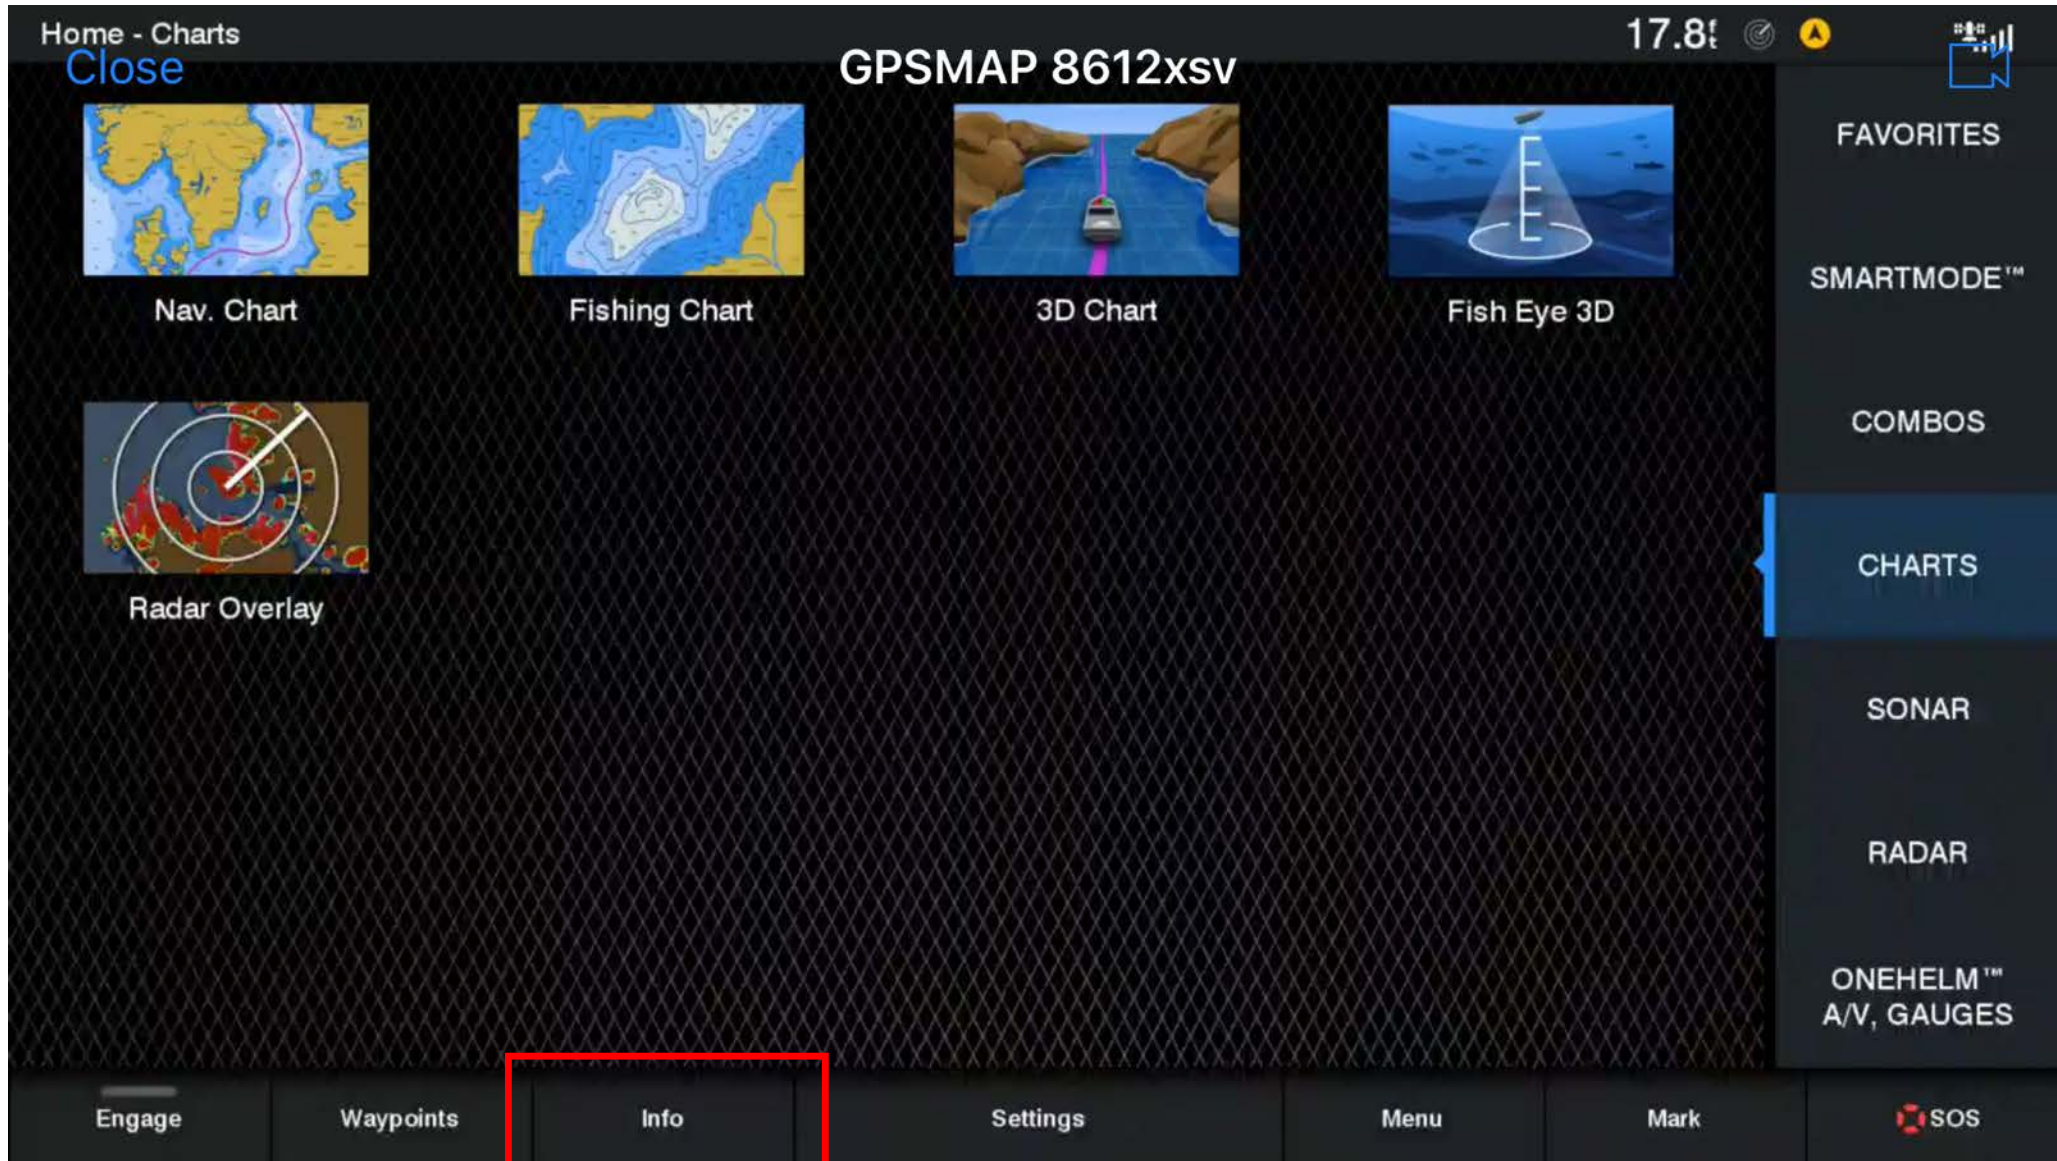 Home - Charts
17.8ft
Close
GPSMAP 8612xsv
Nav. Chart
Fishing Chart
3D Chart
Fish Eye 3D
Radar Overlay
FAVORITES
SMARTMODE™
COMBOS
CHARTS
SONAR
RADAR
ONEHELM™
A/V, GAUGES
Engage
Waypoints
Info
Settings
Menu
Mark
SOS